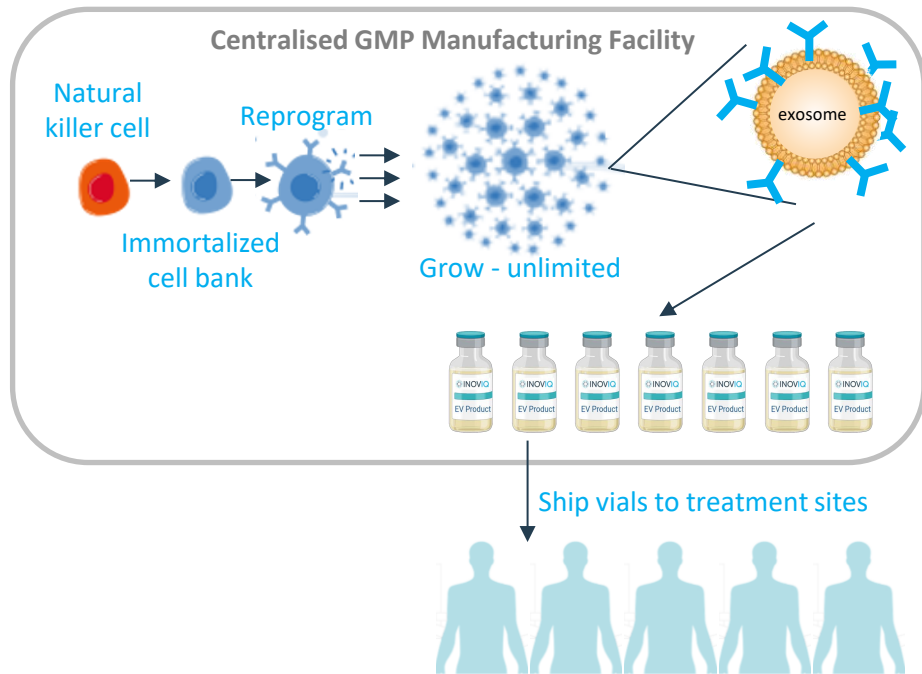 Centralised GMP Manufacturing Facility
Natural
killer cell
Reprogram
exosome
Immortalized
cell bank
Grow - unlimited
INOVIQ INOVIQ INOVIQ INOVIQ INOVIQ INOVIQ INOVIQ
EV Product EV Product EV Product EV Product EV Product EV Product EV Product
Ship vials to treatment sites